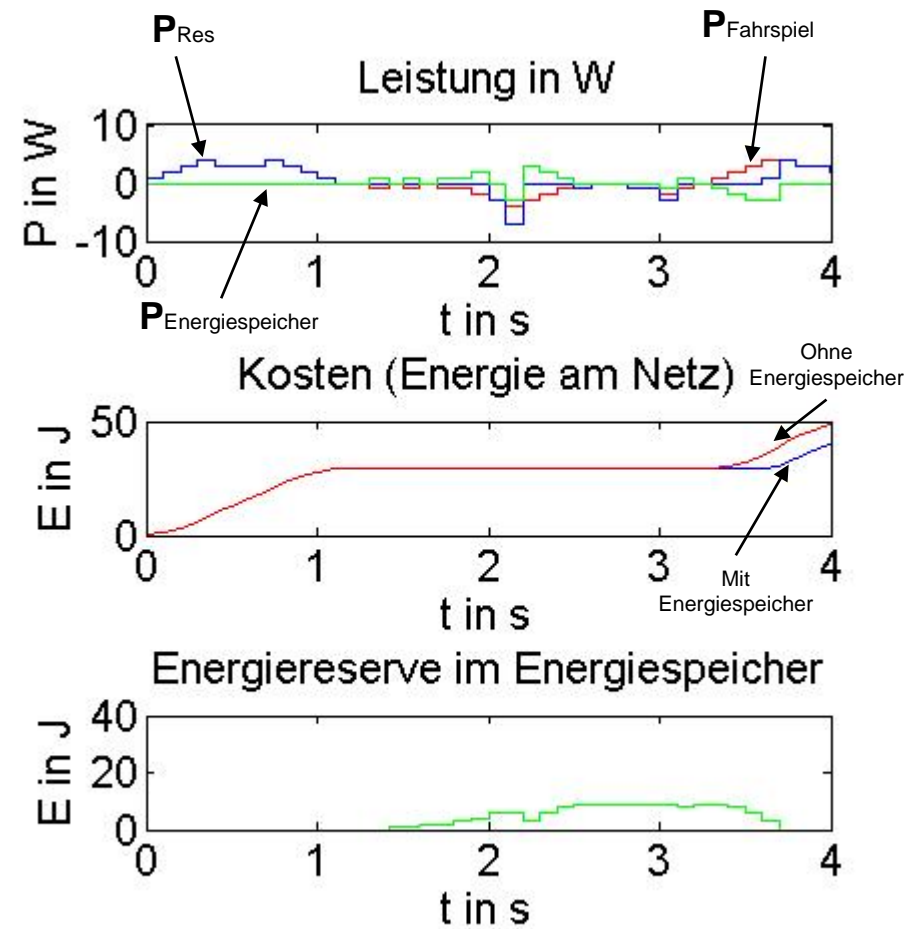 PRes
PFahrspiel
Leistung in W
P in W
10
0
-10
0 1 2 3 4
PEnergiespeicher
t in s
Kosten (Energie am Netz)
Ohne
Energiespeicher
E in J
50
0
0 1 2 3 4
Mit
Energiespeicher
t in s
Energiereserve im Energiespeicher
E in J
40
20
0
0 1 2 3 4
t in s